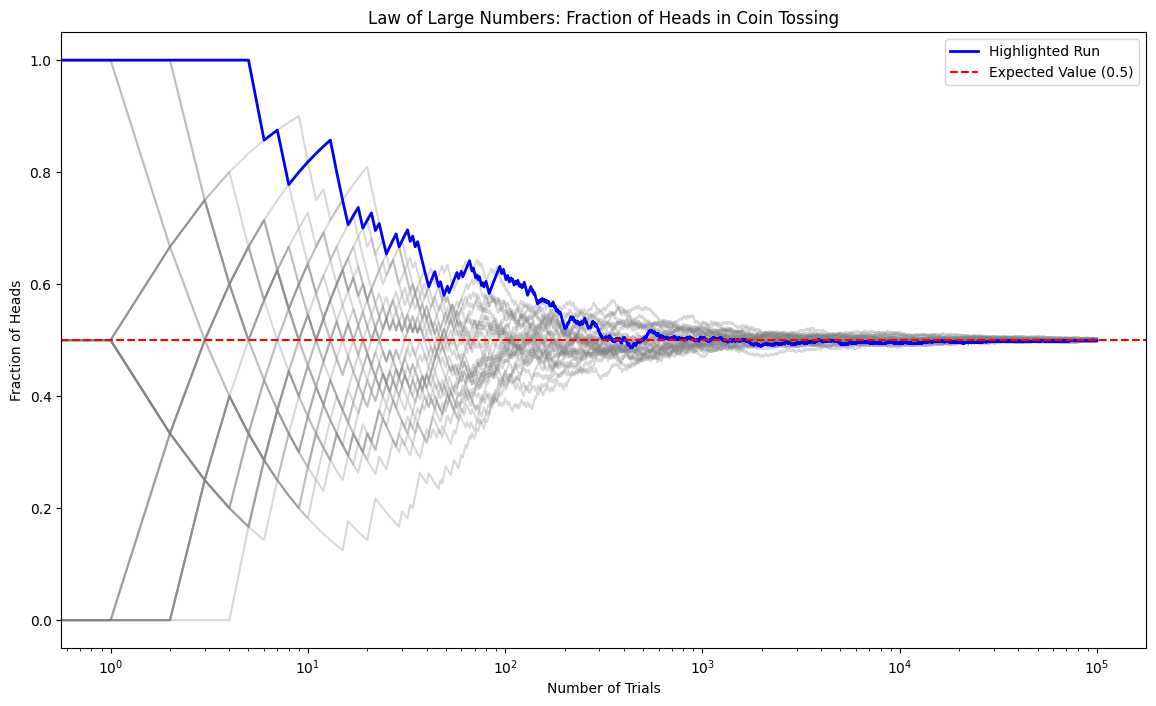 Law of Large Numbers: Fraction of Heads in Coin Tossing
Highlighted Run
Expected Value (0.5)
Fraction of Heads
1.0
0.8
0.6
0.4
0.2
0.0
10⁰
10¹
10²
10³
10⁴
10⁵
Number of Trials